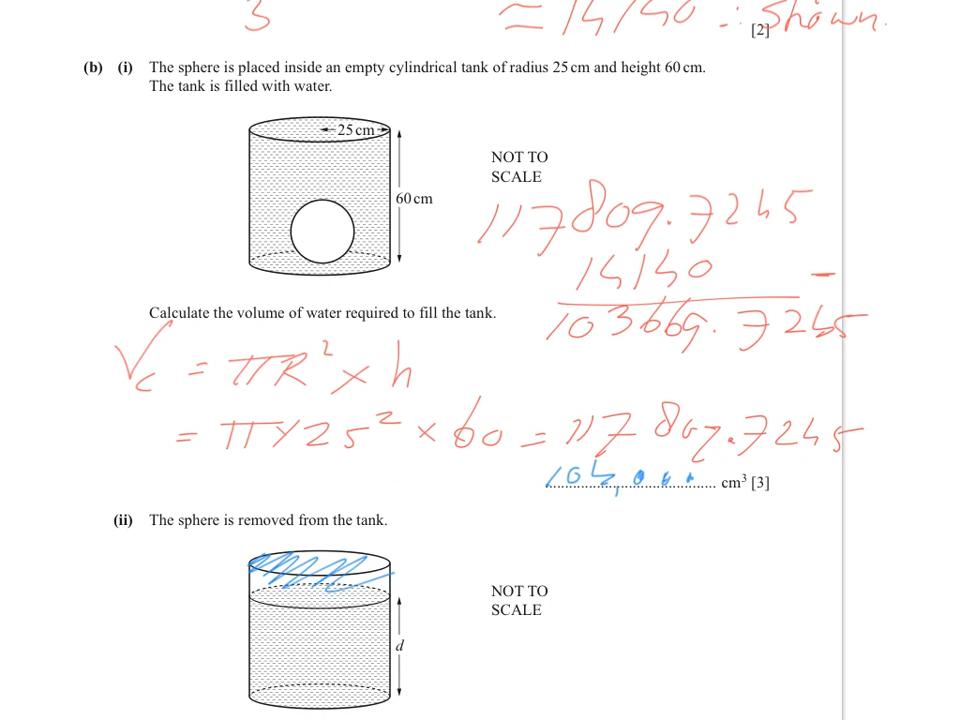 3
≈ 14140 ∴ Shown.
[2]
(b) (i) The sphere is placed inside an empty cylindrical tank of radius 25 cm and height 60 cm.
The tank is filled with water.
25 cm
60 cm
NOT TO
SCALE
117809.7245
14140 −
103669.7245
Calculate the volume of water required to fill the tank.
Vc = πR² × h
= π × 25² × 60 = 117809.7245
104,000 cm³ [3]
(ii) The sphere is removed from the tank.
NOT TO
SCALE
d